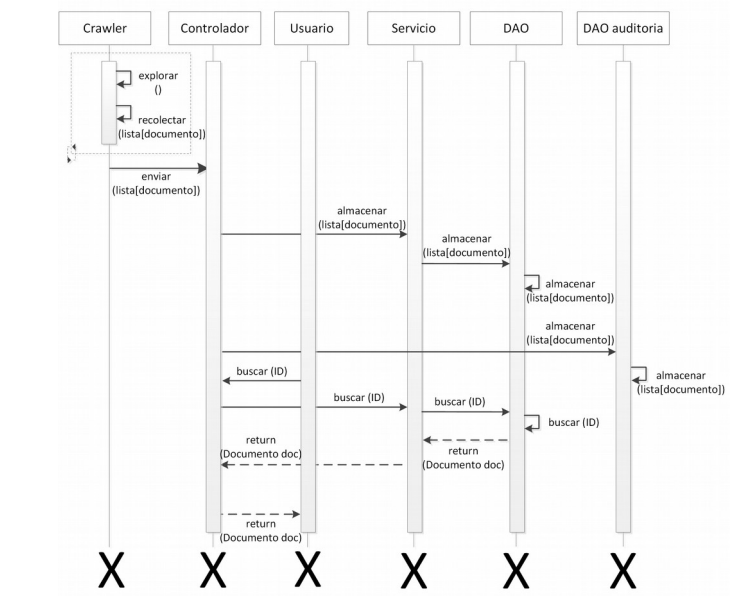 Crawler
Controlador
Usuario
Servicio
DAO
DAO auditoria
explorar
()
recolectar
(lista[documento])
enviar
(lista[documento])
almacenar
(lista[documento])
almacenar
(lista[documento])
almacenar
(lista[documento])
almacenar
(lista[documento])
almacenar
(lista[documento])
buscar (ID)
buscar (ID)
buscar (ID)
buscar (ID)
return
(Documento doc)
return
(Documento doc)
return
(Documento doc)
X
X
X
X
X
X